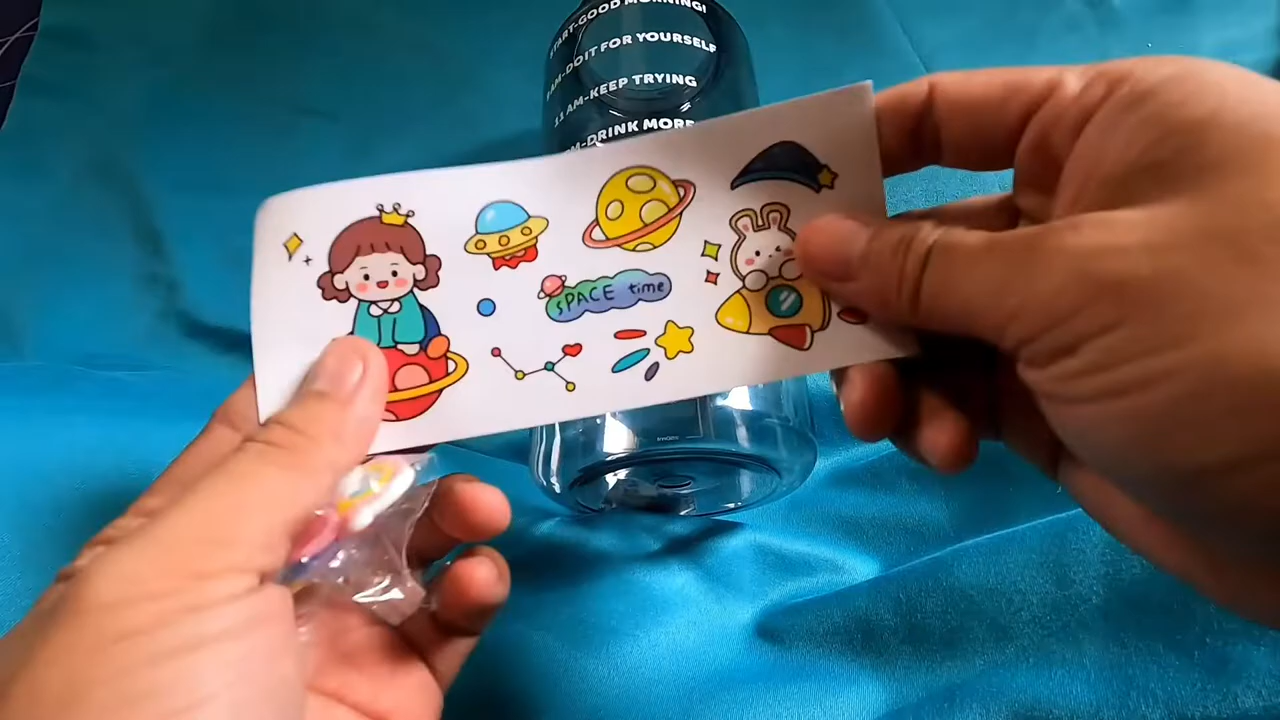 START-GOOD MORNING!
AM-DO IT FOR YOURSELF
11 AM-KEEP TRYING
M-DRINK MORE
SPACE time